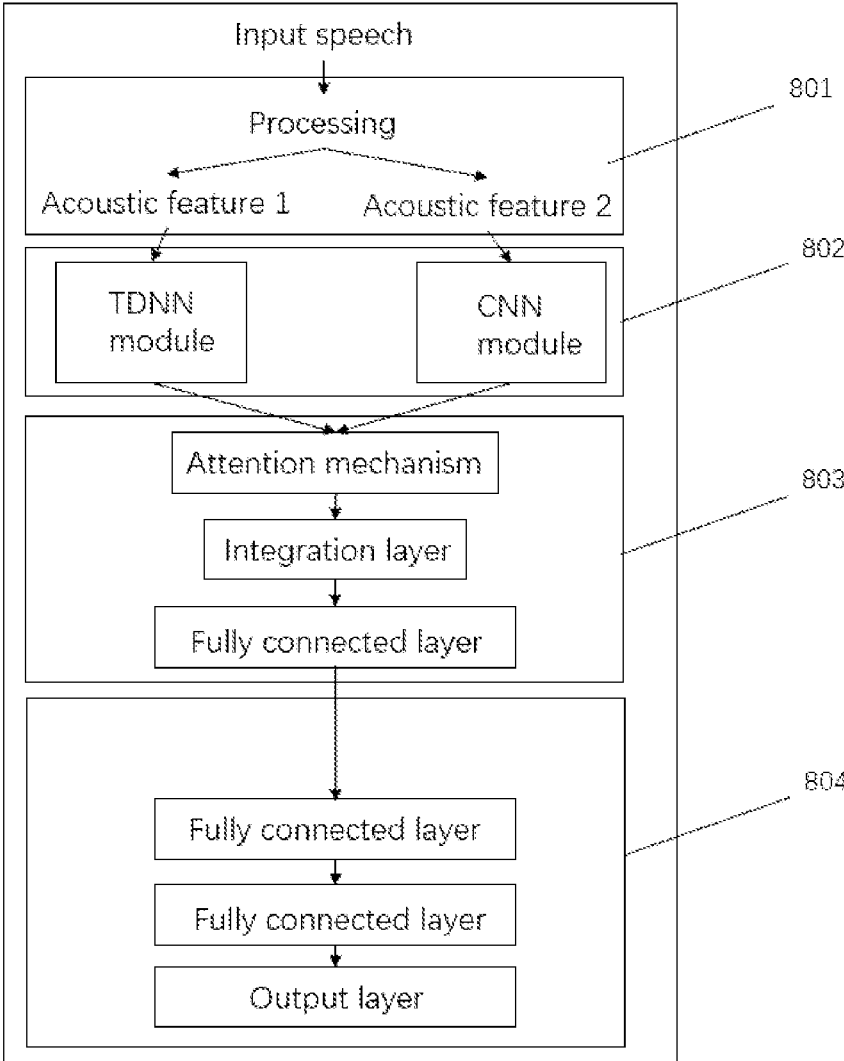 Input speech
801
Processing
Acoustic feature 1
Acoustic feature 2
802
TDNN
module
CNN
module
Attention mechanism
803
Integration layer
Fully connected layer
804
Fully connected layer
Fully connected layer
Output layer